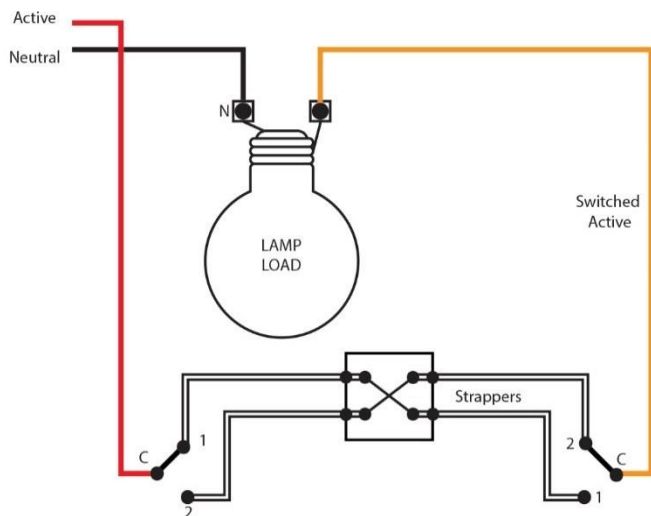 Active
Neutral
N
Switched
Active
LAMP
LOAD
Strappers
1
C
2
2
C
1